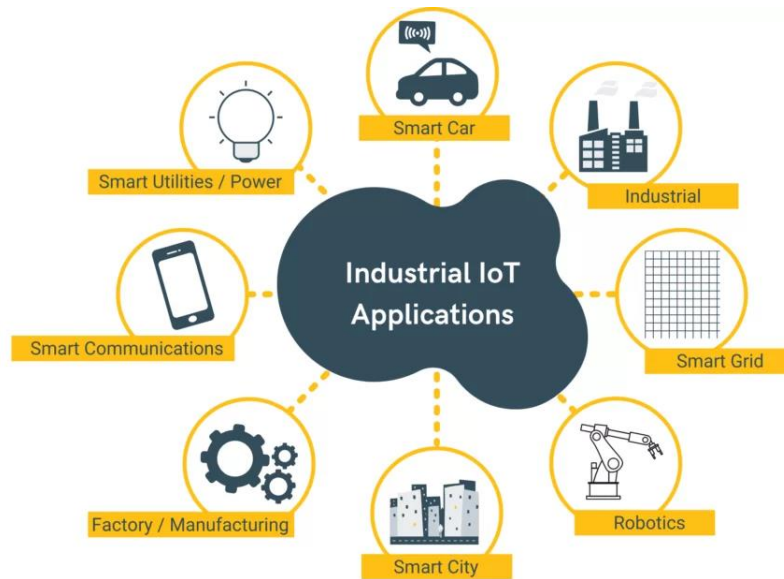 Smart Car
Smart Utilities / Power
Industrial
Industrial IoT
Applications
Smart Communications
Smart Grid
Factory / Manufacturing
Robotics
Smart City